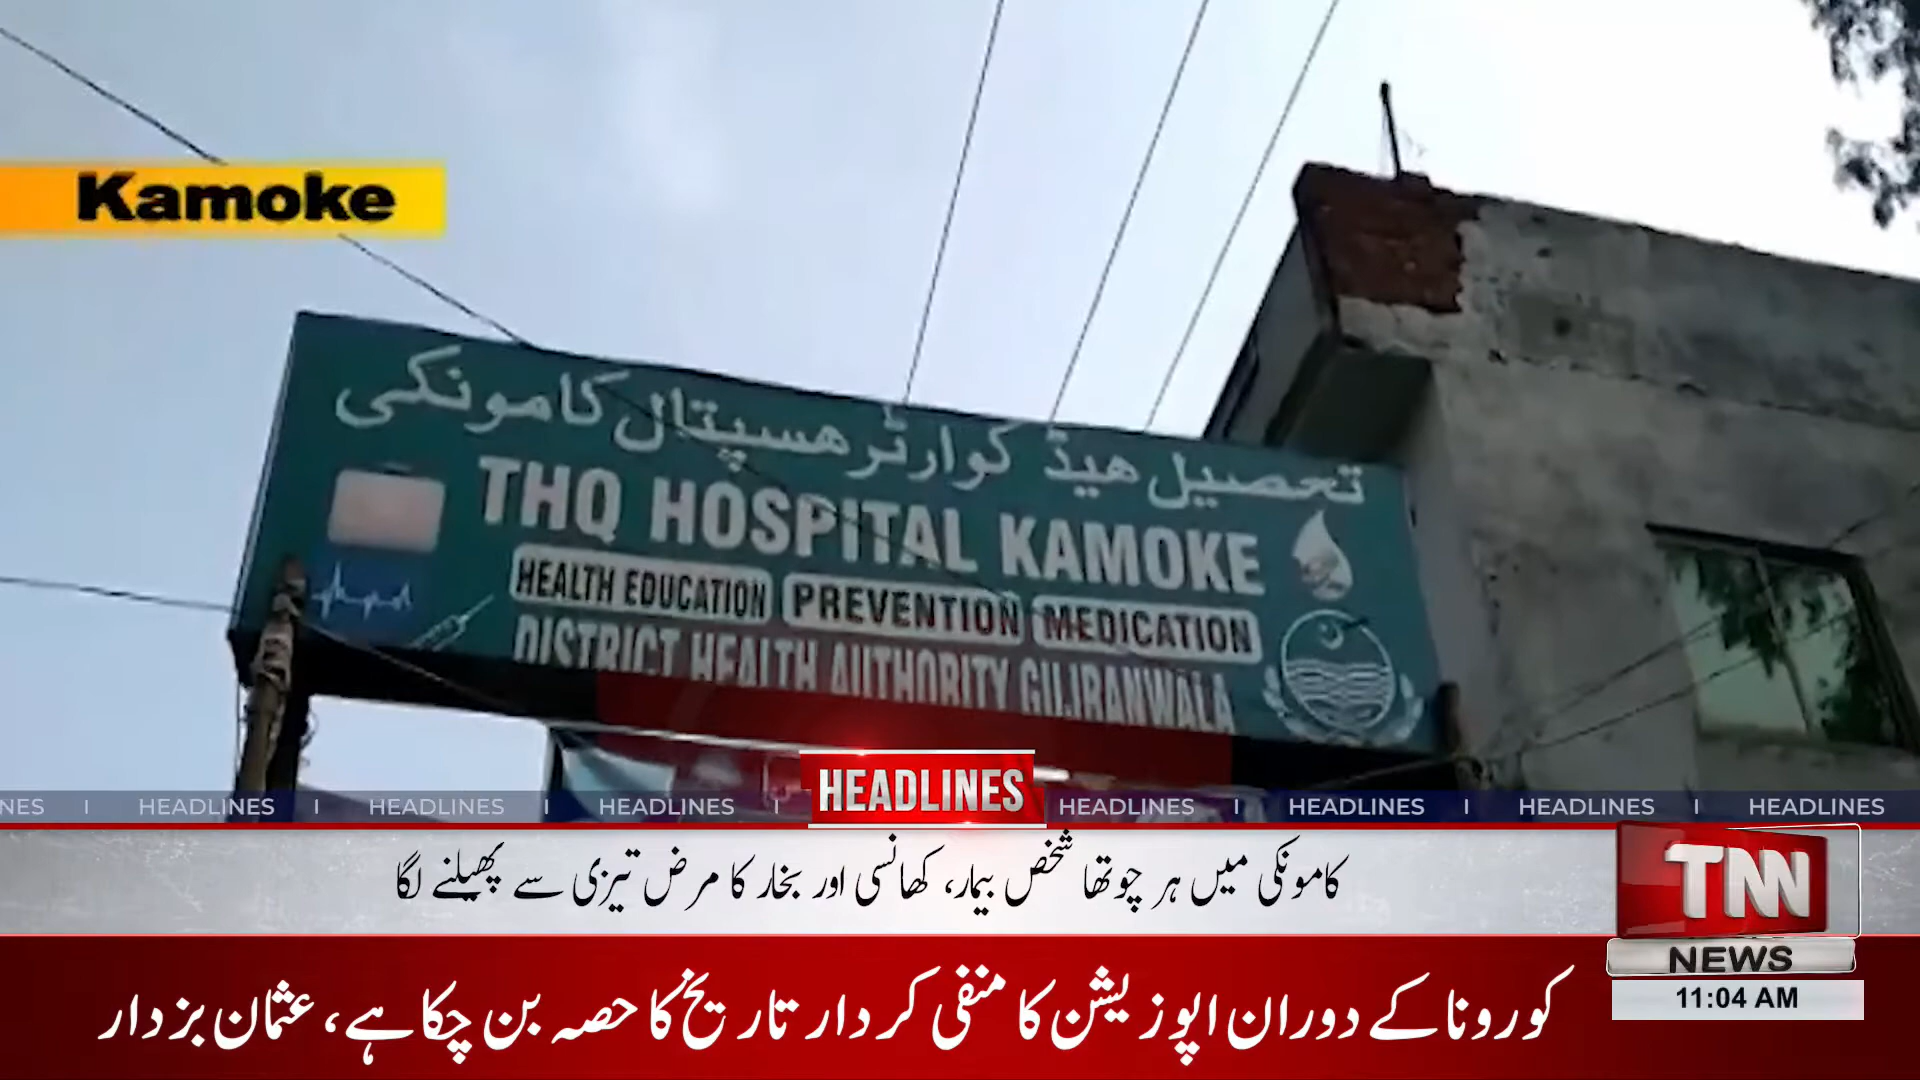 Kamoke
تحصیل ھیڈ کوارٹر ھسپتال کامونکی
THQ HOSPITAL KAMOKE
HEALTH EDUCATION PREVENTION MEDICATION
DISTRICT HEALTH AUTHORITY GUJRANWALA
HEADLINES
NES | HEADLINES | HEADLINES | HEADLINES | HEADLINES | HEADLINES | HEADLINES | HEADLINES
کامونکی میں ہر چوتھا شخص بیمار، کھانسی اور بخار کا مرض تیزی سے پھیلنے لگا
TNN
NEWS
11:04 AM
کورونا کے دوران اپوزیشن کا منفی کردار تاریخ کا حصہ بن چکا ہے، عثمان بزدار